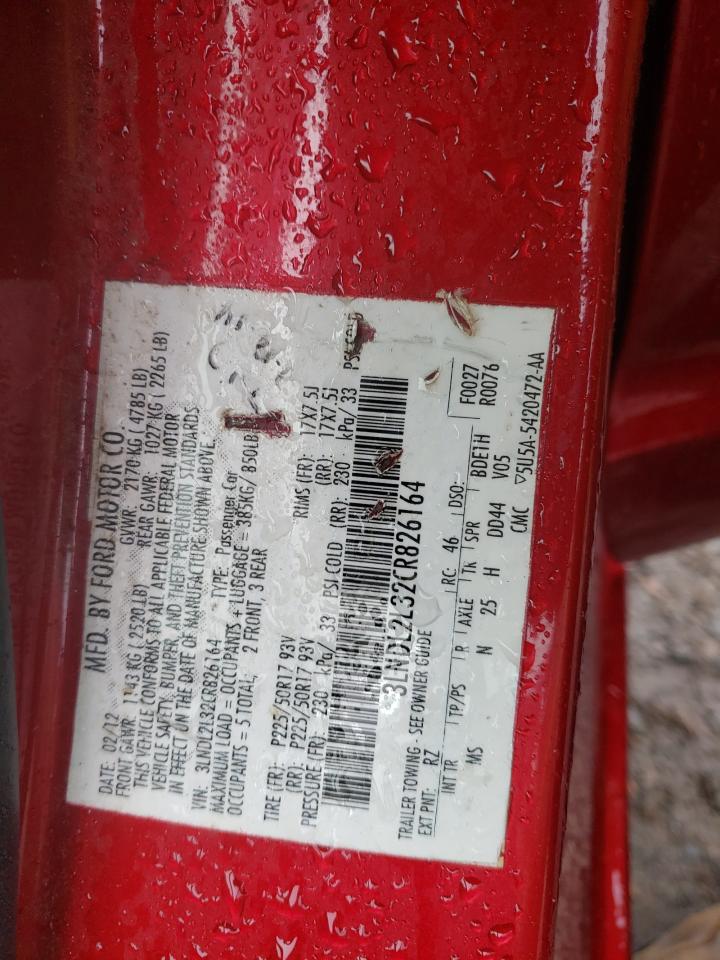 MFD. BY FORD MOTOR CO
DATE: 02/12 GVWR: 2170 KG ( 4785 LB)
FRONT GAWR: 1143 KG ( 2520 LB) REAR GAWR: 1027 KG ( 2265 LB)
THIS VEHICLE CONFORMS TO ALL APPLICABLE FEDERAL MOTOR
VEHICLE SAFETY, BUMPER, AND THEFT PREVENTION STANDARDS
IN EFFECT ON THE DATE OF MANUFACTURE SHOWN ABOVE.
VIN: 3LNDL2L32CR826164 TYPE: Passenger Car
MAXIMUM LOAD = OCCUPANTS + LUGGAGE = 385KG/ 850LB
OCCUPANTS = 5 TOTAL: 2 FRONT, 3 REAR
TIRE (FR): P225/50R17 93V RIMS (FR): 17X7.5J
(RR): P225/50R17 93V (RR): 17X7.5J
PRESSURE (FR): 230 kPa/ 33 PSI COLD (RR): 230 kPa/ 33 PSI COLD
3LNDL2L32CR826164
TRAILER TOWING - SEE OWNER GUIDE
EXT PNT: RZ RC: 46 DSO: F0027
R0076
INT TR TP/PS R AXLE TR SPR BDE1H
MS N 25 H DD44 V05
CMC ▽5U5A-5420472-AA